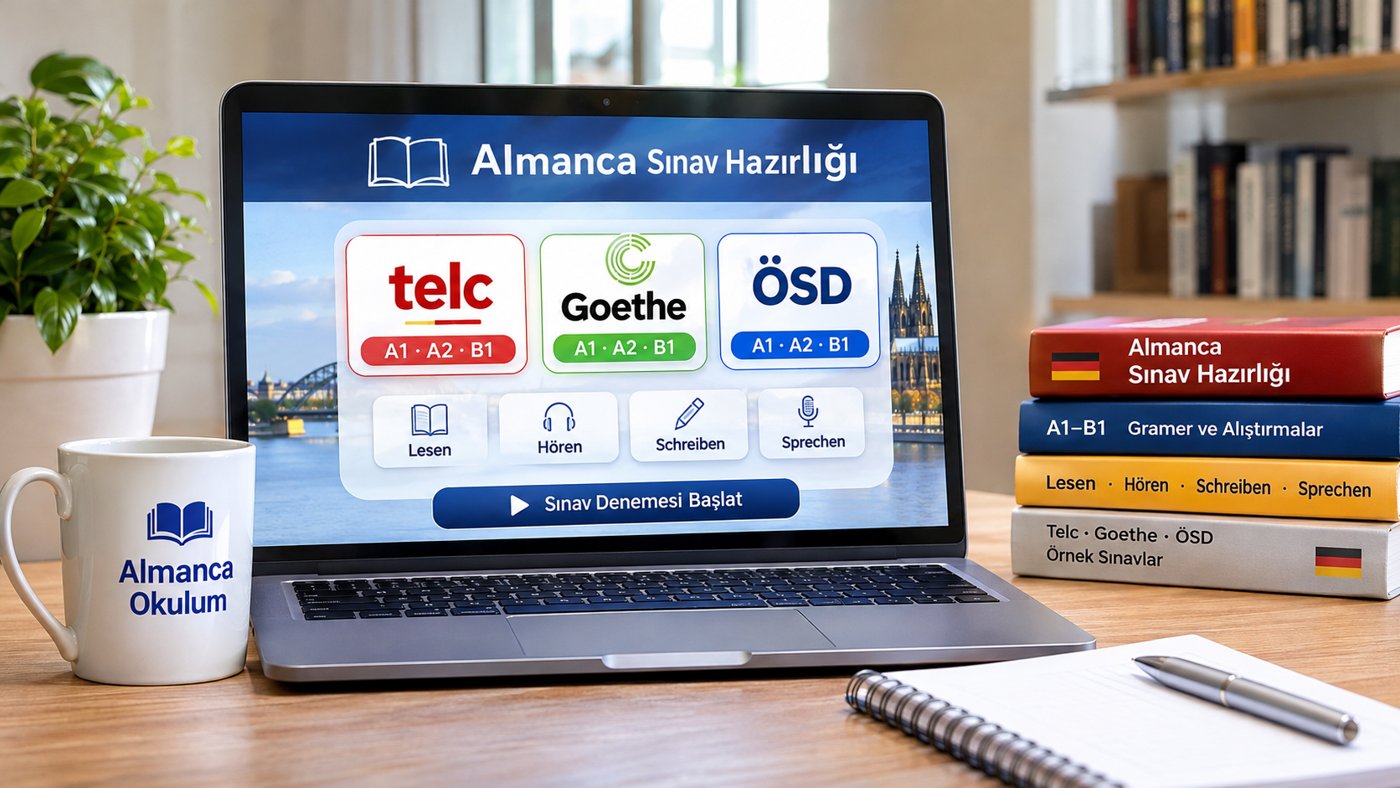 Almanca Sınav Hazırlığı
telc
A1 · A2 · B1
Goethe
A1 · A2 · B1
ÖSD
A1 · A2 · B1
Lesen
Hören
Schreiben
Sprechen
Sınav Denemesi Başlat
Almanca
Okulum
Almanca
Sınav Hazırlığı
A1–B1 Gramer ve Alıştırmalar
Lesen · Hören · Schreiben · Sprechen
Telc · Goethe · ÖSD
Örnek Sınavlar